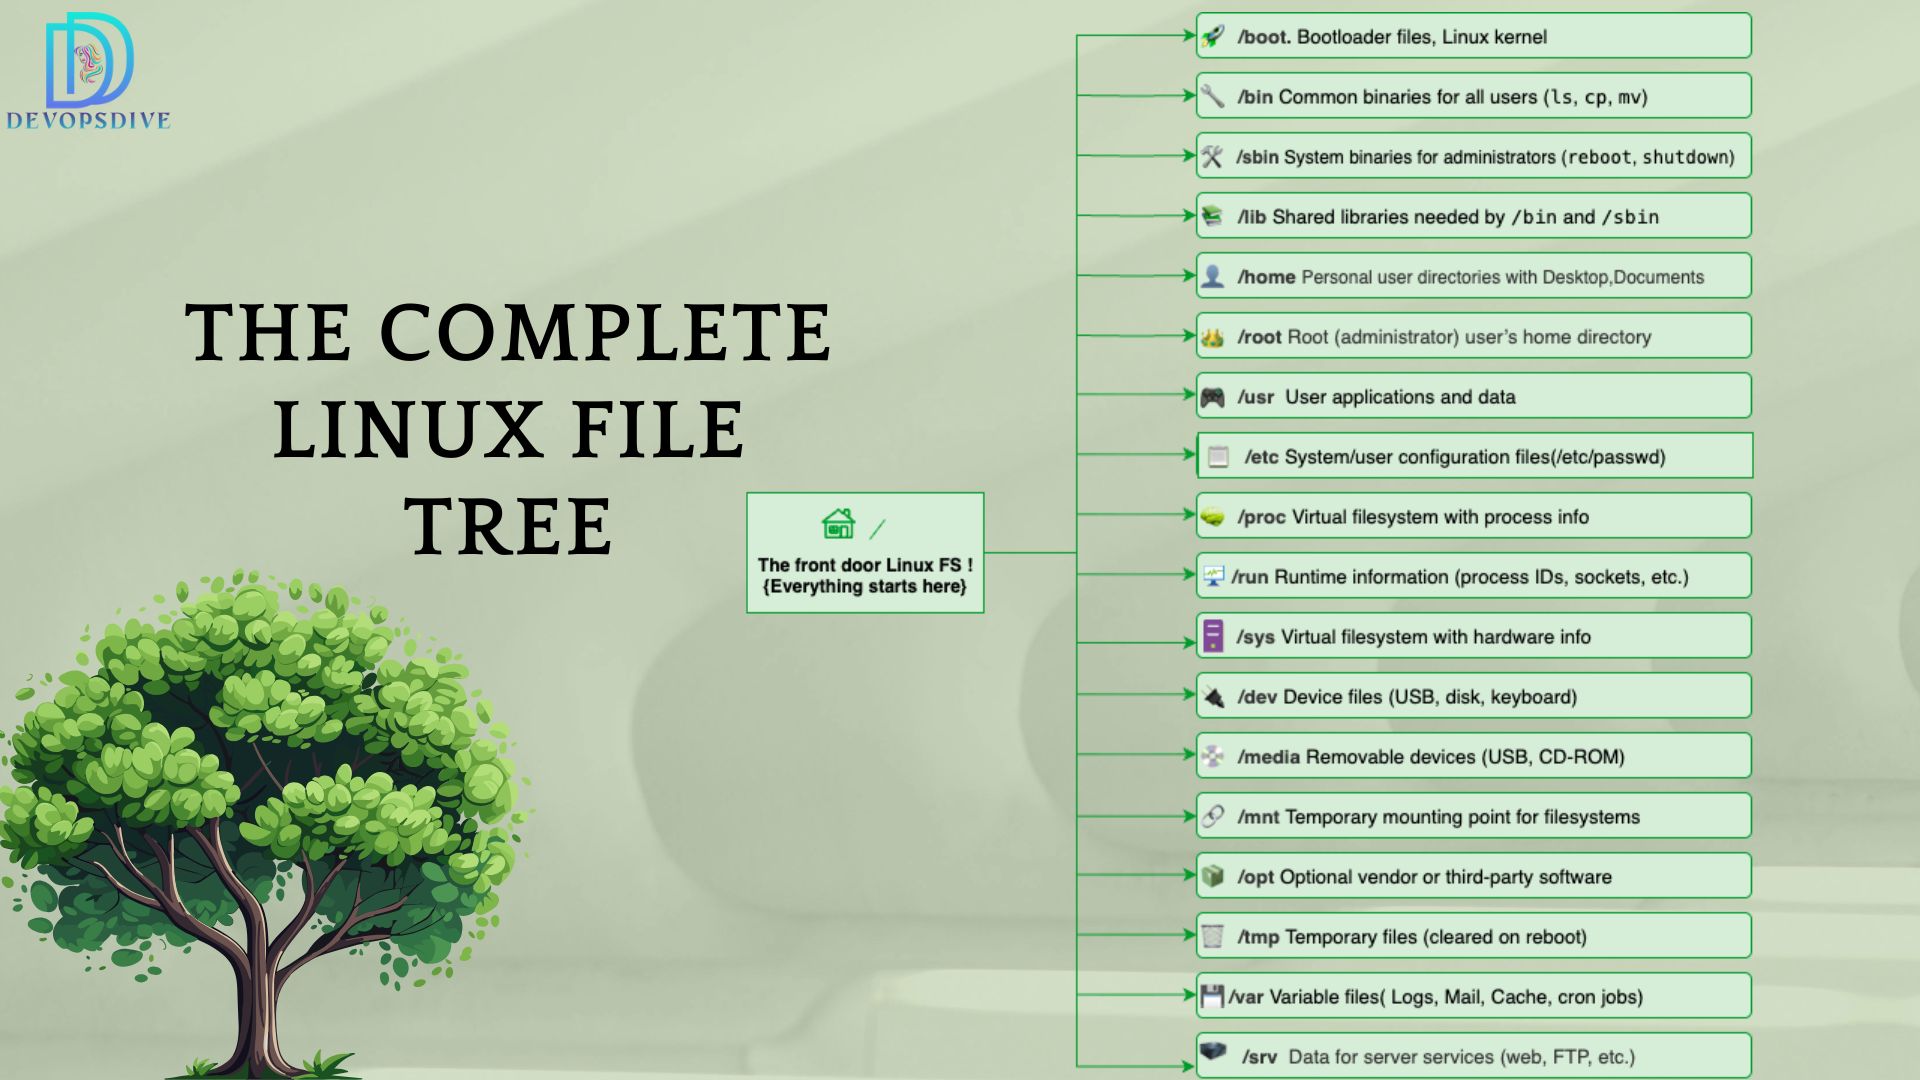 DEVOPSDIVE
THE COMPLETE
LINUX FILE
TREE
/
The front door Linux FS !
{Everything starts here}
/boot. Bootloader files, Linux kernel
/bin Common binaries for all users (ls, cp, mv)
/sbin System binaries for administrators (reboot, shutdown)
/lib Shared libraries needed by /bin and /sbin
/home Personal user directories with Desktop,Documents
/root Root (administrator) user’s home directory
/usr User applications and data
/etc System/user configuration files(/etc/passwd)
/proc Virtual filesystem with process info
/run Runtime information (process IDs, sockets, etc.)
/sys Virtual filesystem with hardware info
/dev Device files (USB, disk, keyboard)
/media Removable devices (USB, CD-ROM)
/mnt Temporary mounting point for filesystems
/opt Optional vendor or third-party software
/tmp Temporary files (cleared on reboot)
/var Variable files( Logs, Mail, Cache, cron jobs)
/srv Data for server services (web, FTP, etc.)